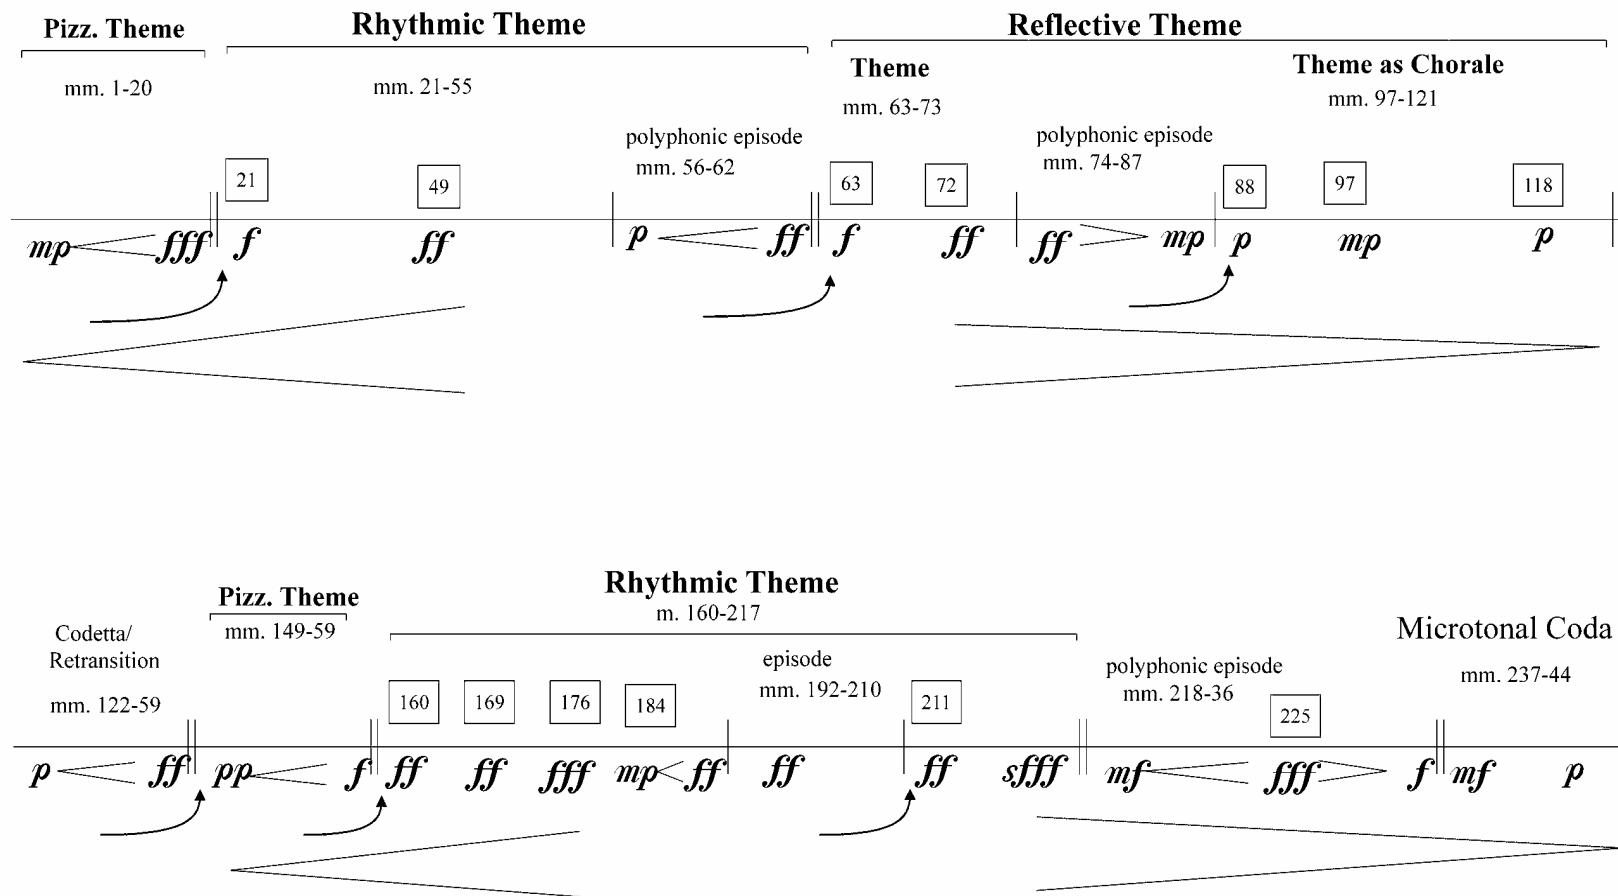 Pizz. Theme
Rhythmic Theme
Reflective Theme
mm. 1-20
mm. 21-55
Theme
mm. 63-73
Theme as Chorale
mm. 97-121
polyphonic episode
mm. 56-62
polyphonic episode
mm. 74-87
21
49
63
72
88
97
118
mp fff f ff p ff f ff ff mp p mp p
Rhythmic Theme
m. 160-217
Pizz. Theme
mm. 149-59
Codetta/
Retransition
mm. 122-59
episode
mm. 192-210
polyphonic episode
mm. 218-36
Microtonal Coda
mm. 237-44
160
169
176
184
211
225
p ff pp f ff ff fff mp ff ff ff sfff mf fff f mf p